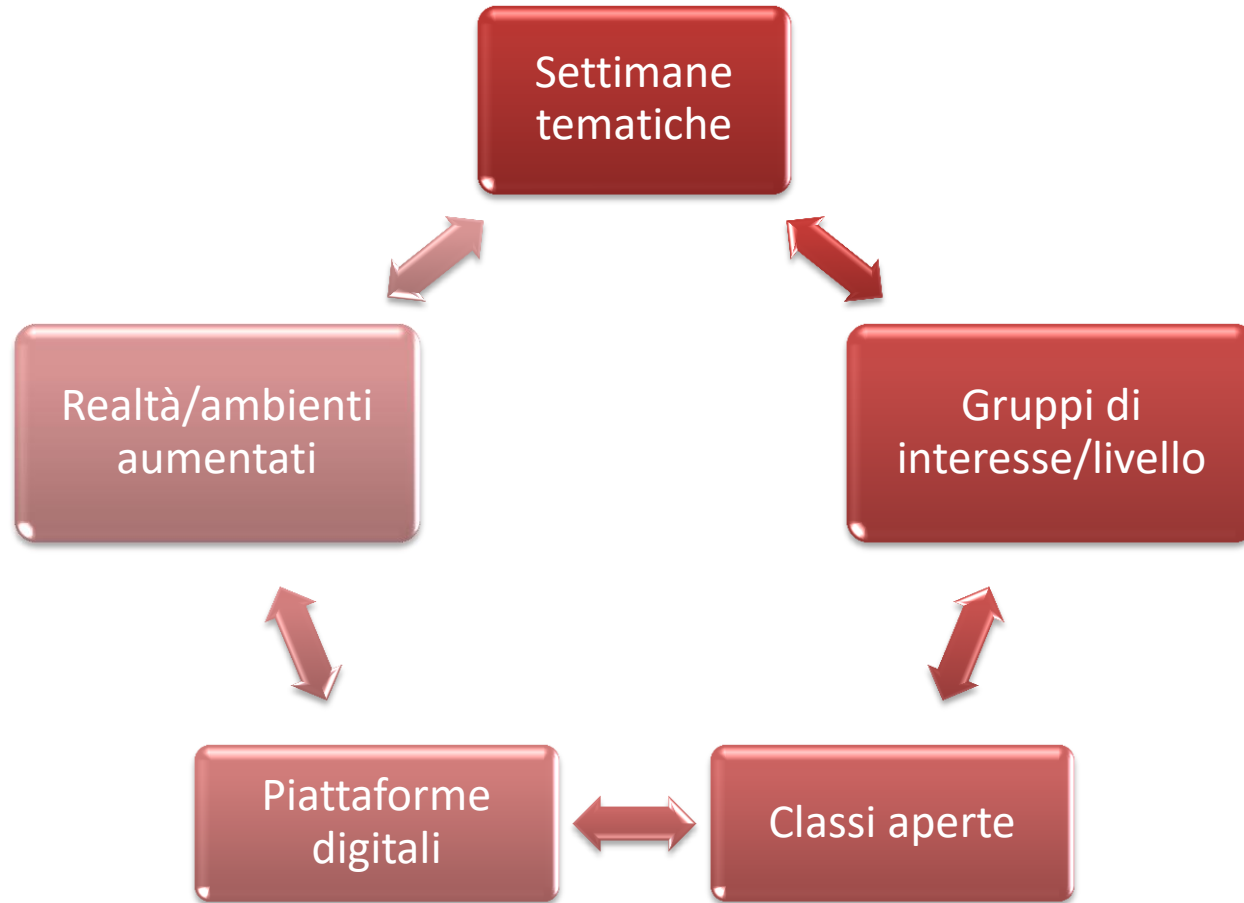 Settimane
tematiche
Realtà/ambienti
aumentati
Gruppi di
interesse/livello
Piattaforme
digitali
Classi aperte